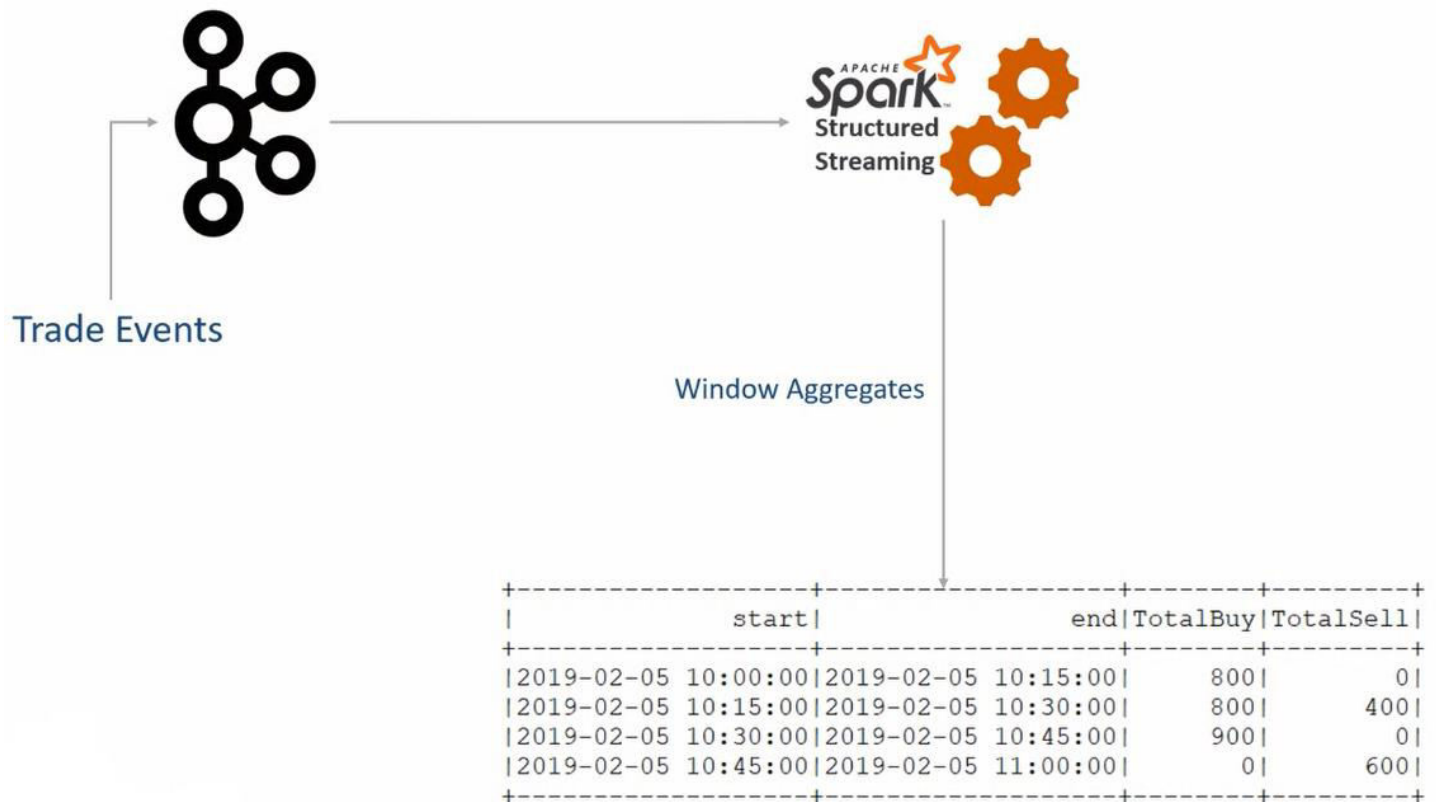 APACHE
Spark™
Structured
Streaming
Trade Events
Window Aggregates
+-------------------+-------------------+--------+---------+
|              start|                end|TotalBuy|TotalSell|
+-------------------+-------------------+--------+---------+
|2019-02-05 10:00:00|2019-02-05 10:15:00|     800|        0|
|2019-02-05 10:15:00|2019-02-05 10:30:00|     800|      400|
|2019-02-05 10:30:00|2019-02-05 10:45:00|     900|        0|
|2019-02-05 10:45:00|2019-02-05 11:00:00|       0|      600|
+-------------------+-------------------+--------+---------+